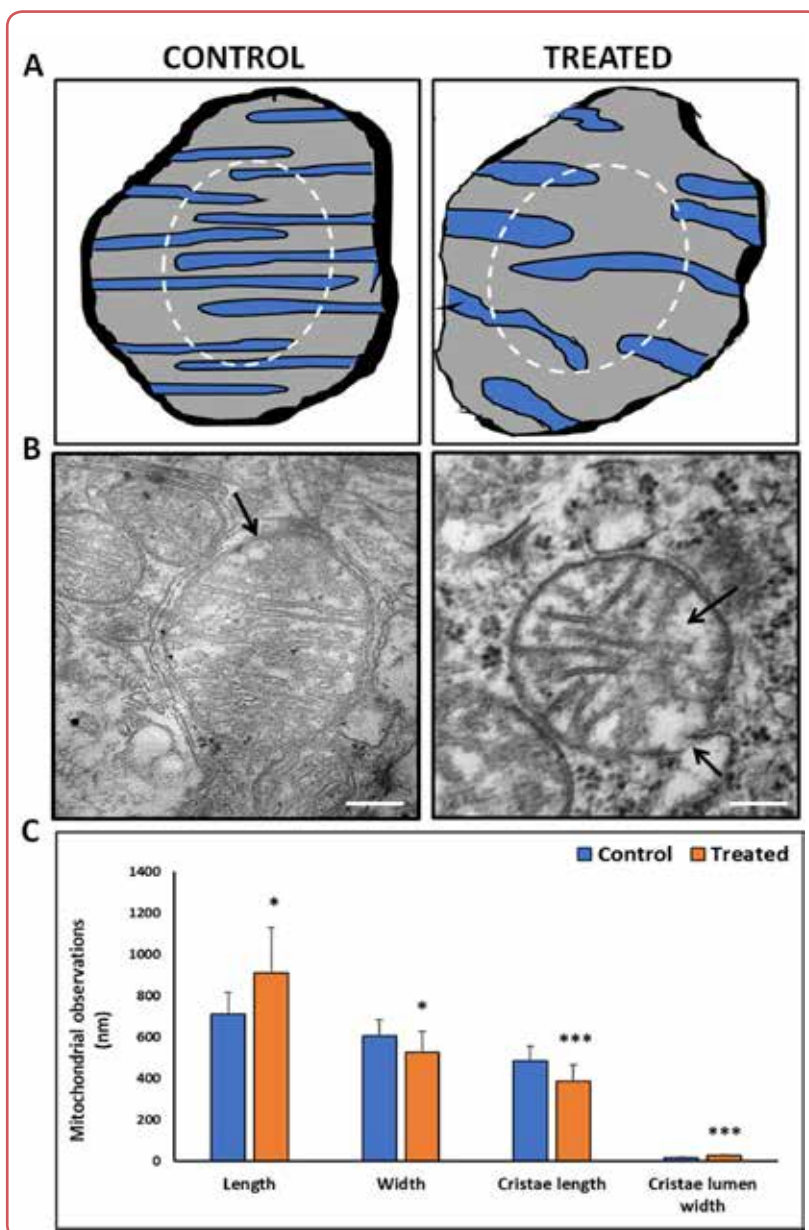 CONTROL
TREATED
A
B
C
Control
Treated
Mitochondrial observations
(nm)
1400
1200
1000
800
600
400
200
0
*
*
***
***
Length
Width
Cristae length
Cristae lumen
width